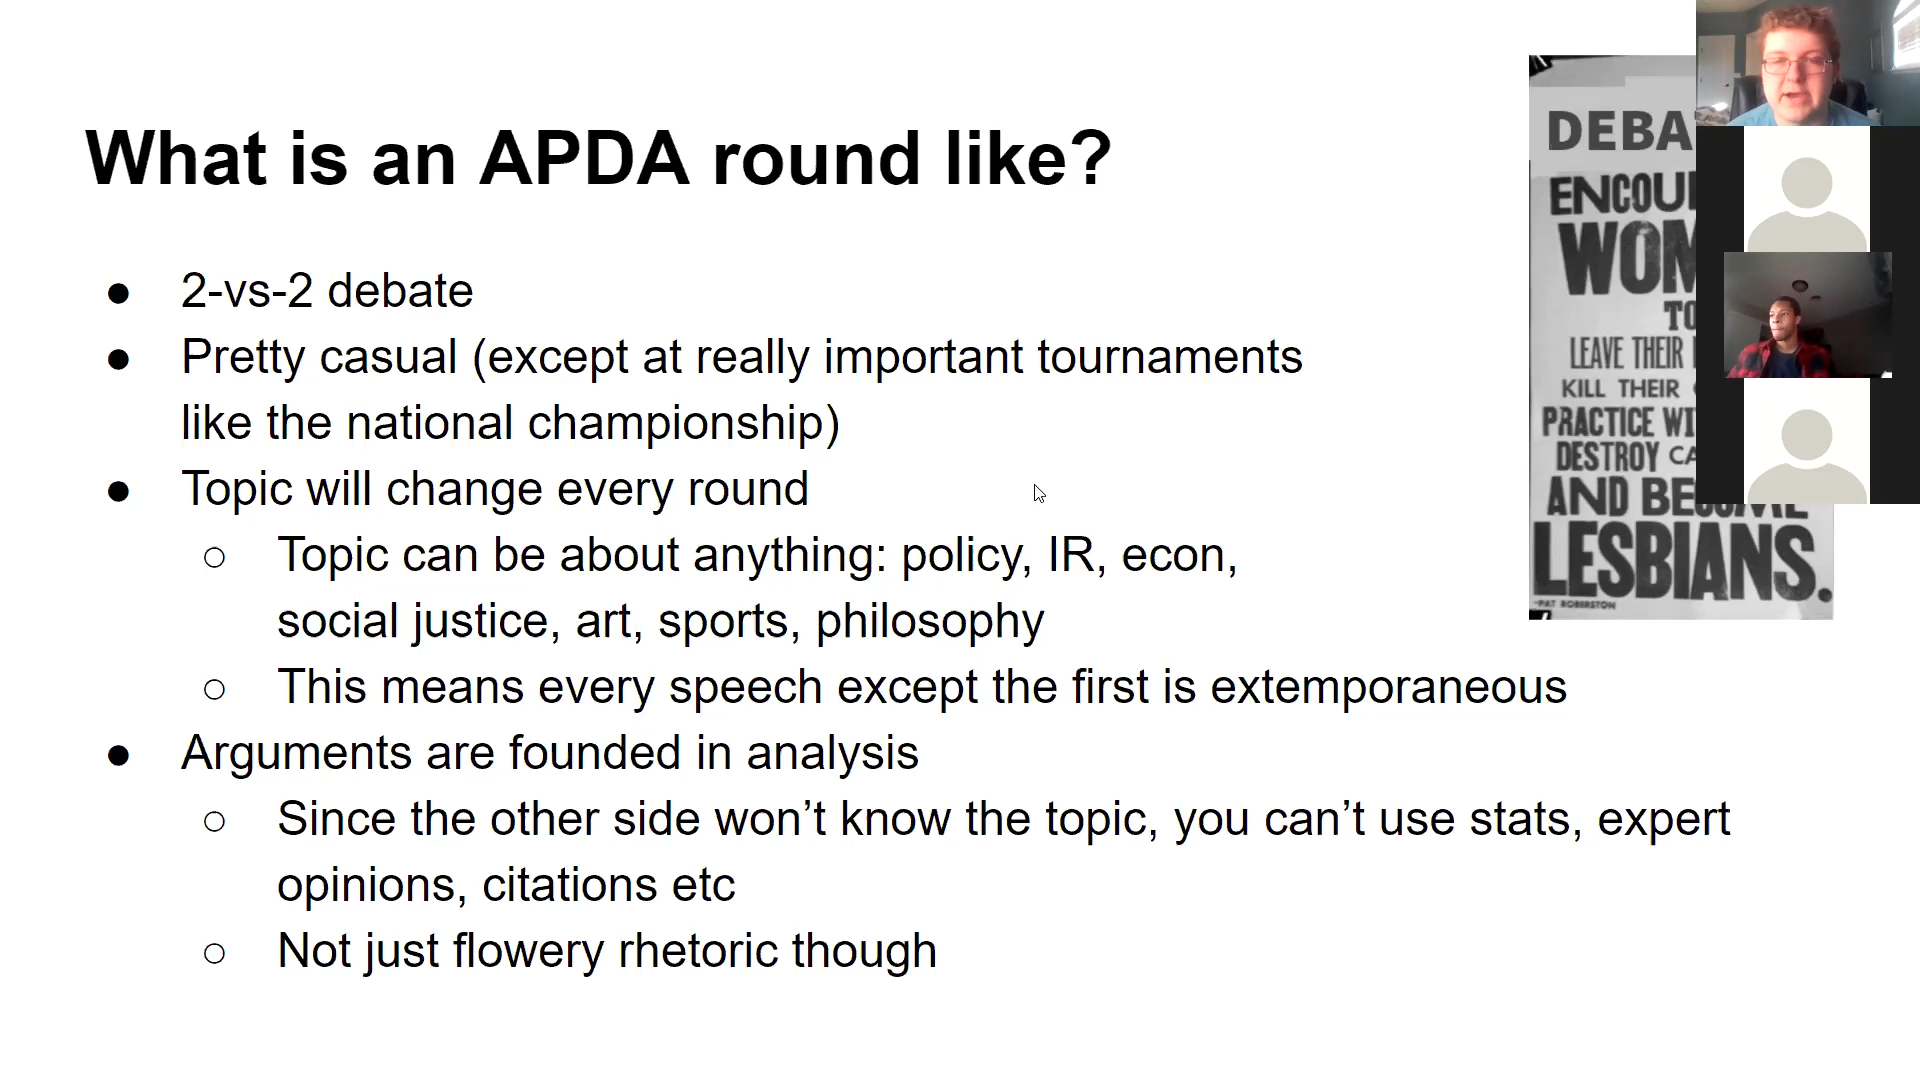 What is an APDA round like?
● 2-vs-2 debate
● Pretty casual (except at really important tournaments
like the national championship)
● Topic will change every round
○ Topic can be about anything: policy, IR, econ,
social justice, art, sports, philosophy
○ This means every speech except the first is extemporaneous
● Arguments are founded in analysis
○ Since the other side won’t know the topic, you can’t use stats, expert
opinions, citations etc
○ Not just flowery rhetoric though
DEBA
ENCOU
WOM
TO
LEAVE THEIR
KILL THEIR
PRACTICE WI
DESTROY CA
AND BECOME
LESBIANS.
-PAT ROBERSTON